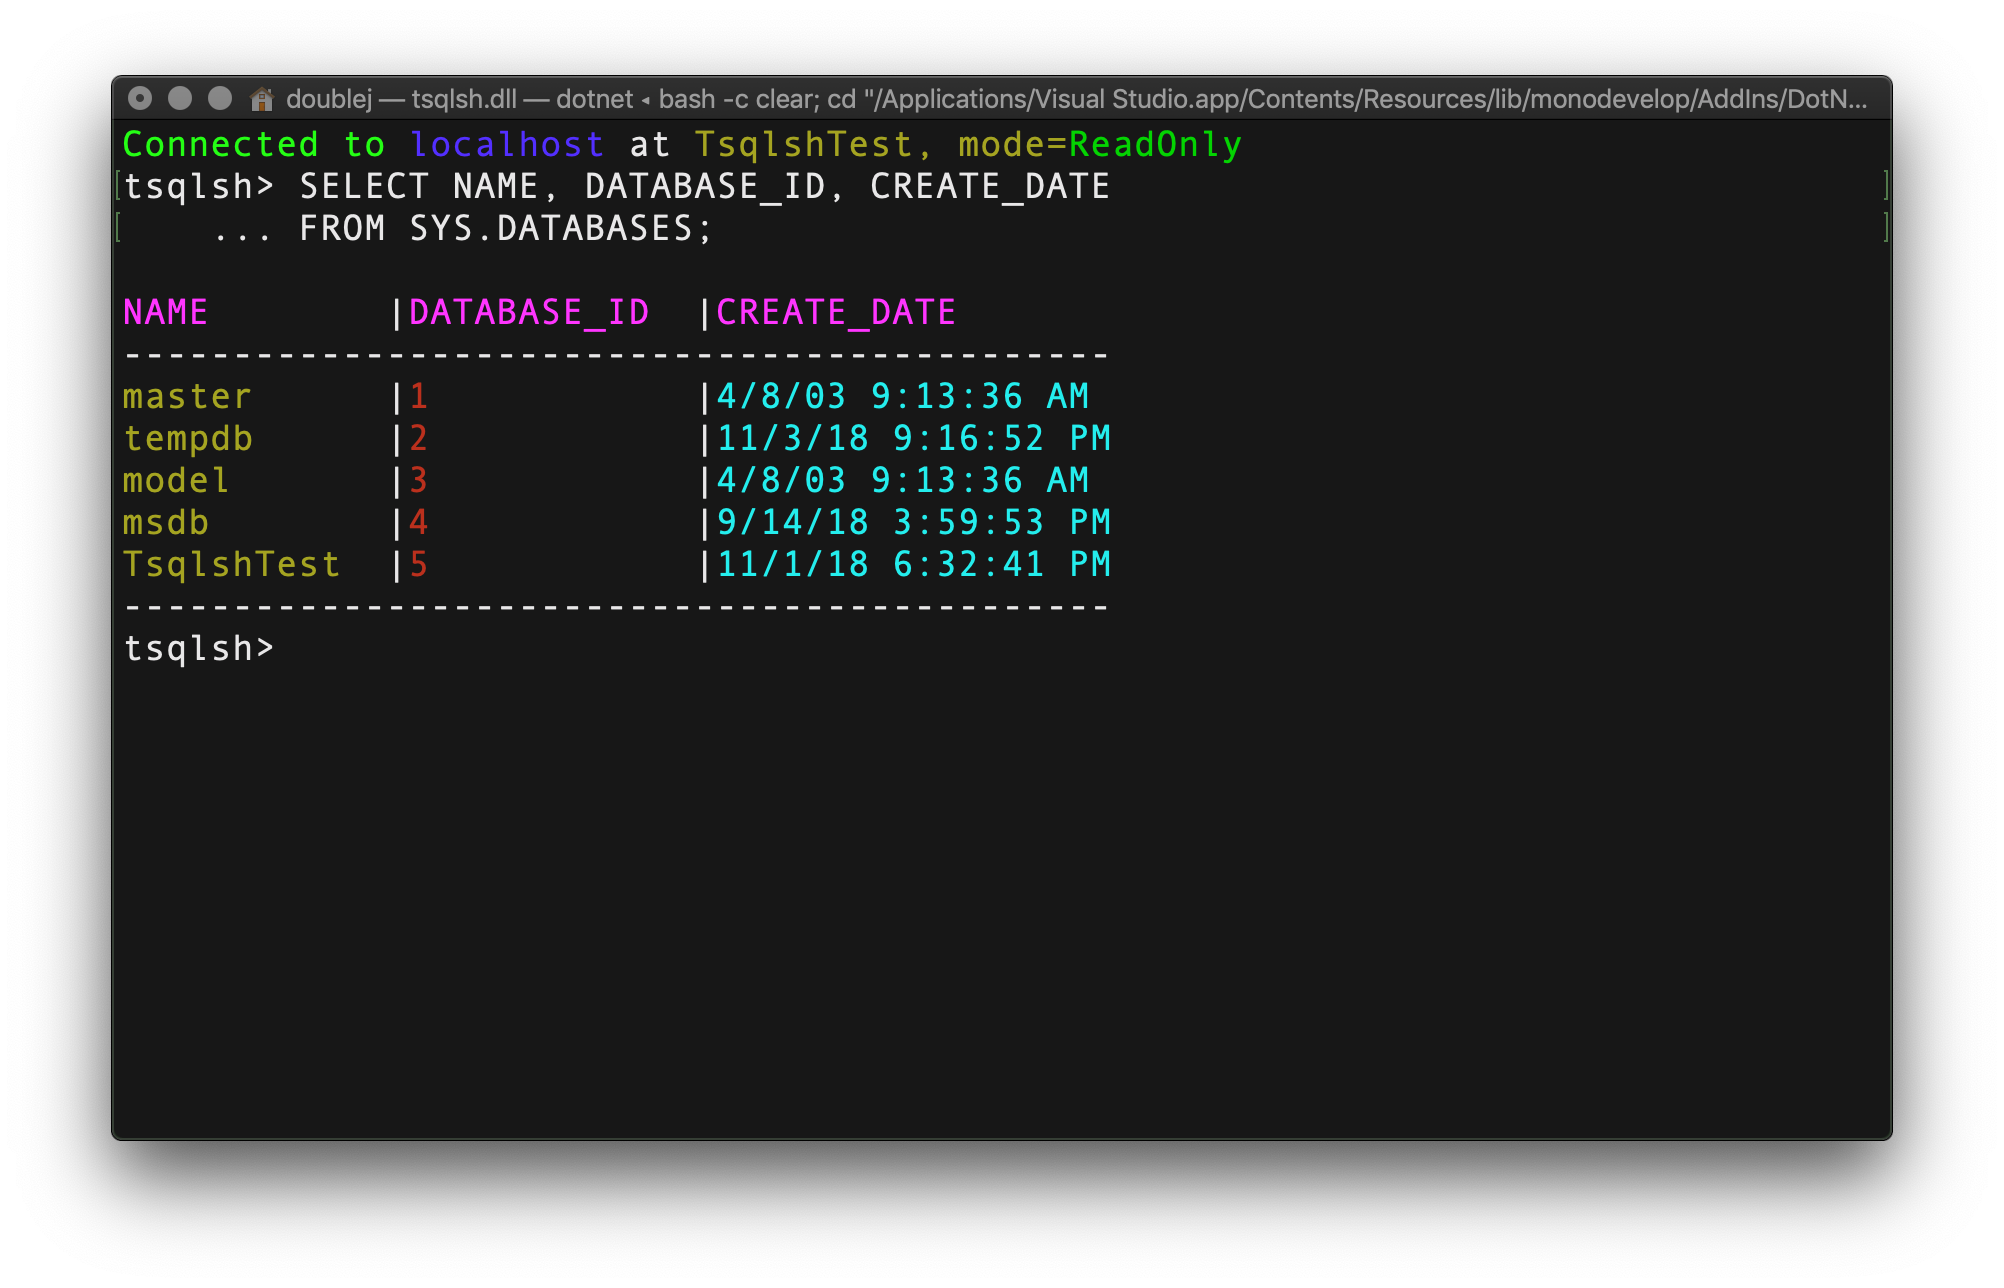 doublej — tsqlsh.dll — dotnet ◂ bash -c clear; cd "/Applications/Visual Studio.app/Contents/Resources/lib/monodevelop/AddIns/DotN...
Connected to localhost at TsqlshTest, mode=ReadOnly
[tsqlsh> SELECT NAME, DATABASE_ID, CREATE_DATE ]
[    ... FROM SYS.DATABASES; ]
NAME        |DATABASE_ID  |CREATE_DATE
---------------------------------------------
master      |1            |4/8/03 9:13:36 AM
tempdb      |2            |11/3/18 9:16:52 PM
model       |3            |4/8/03 9:13:36 AM
msdb        |4            |9/14/18 3:59:53 PM
TsqlshTest  |5            |11/1/18 6:32:41 PM
---------------------------------------------
tsqlsh>